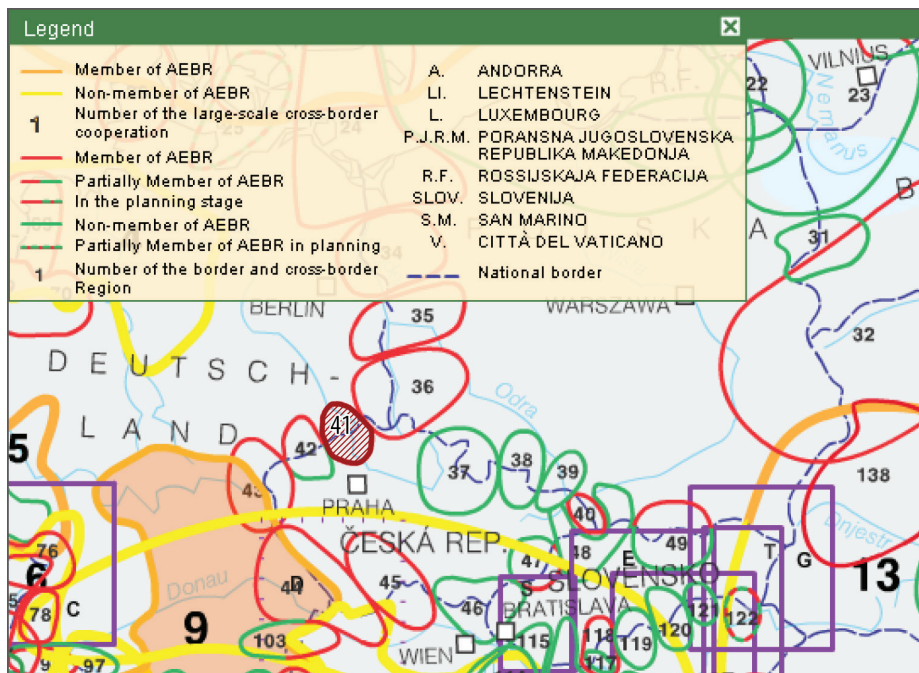 Legend
Member of AEBR
Non-member of AEBR
1 Number of the large-scale cross-border
cooperation
Member of AEBR
Partially Member of AEBR
In the planning stage
Non-member of AEBR
Partially Member of AEBR in planning
1 Number of the border and cross-border
Region
A. ANDORRA
LI. LECHTENSTEIN
L. LUXEMBOURG
P.J.R.M. PORANSNA JUGOSLOVENSKA
REPUBLIKA MAKEDONJA
R.F. ROSSIJSKAJA FEDERACIJA
SLOV. SLOVENIJA
S.M. SAN MARINO
V. CITTÀ DEL VATICANO
National border
VILNIUS
22
23
Nemanus
R.F.
25
24
34
S K A
B
31
BERLIN
WARSZAWA
35
32
DEUTSCH-
36
Odra
LAND
41
42
5
37
38
39
138
43
PRAHA
40
Dnjestr
ČESKÁ REP.
76
47
48
49
E
T
G
13
6
Donau
D
44
45
SLOVENSKO
C
78
46
S
BRATISLAVA
121
122
9
103
115
118
119
120
WIEN
117
9
97